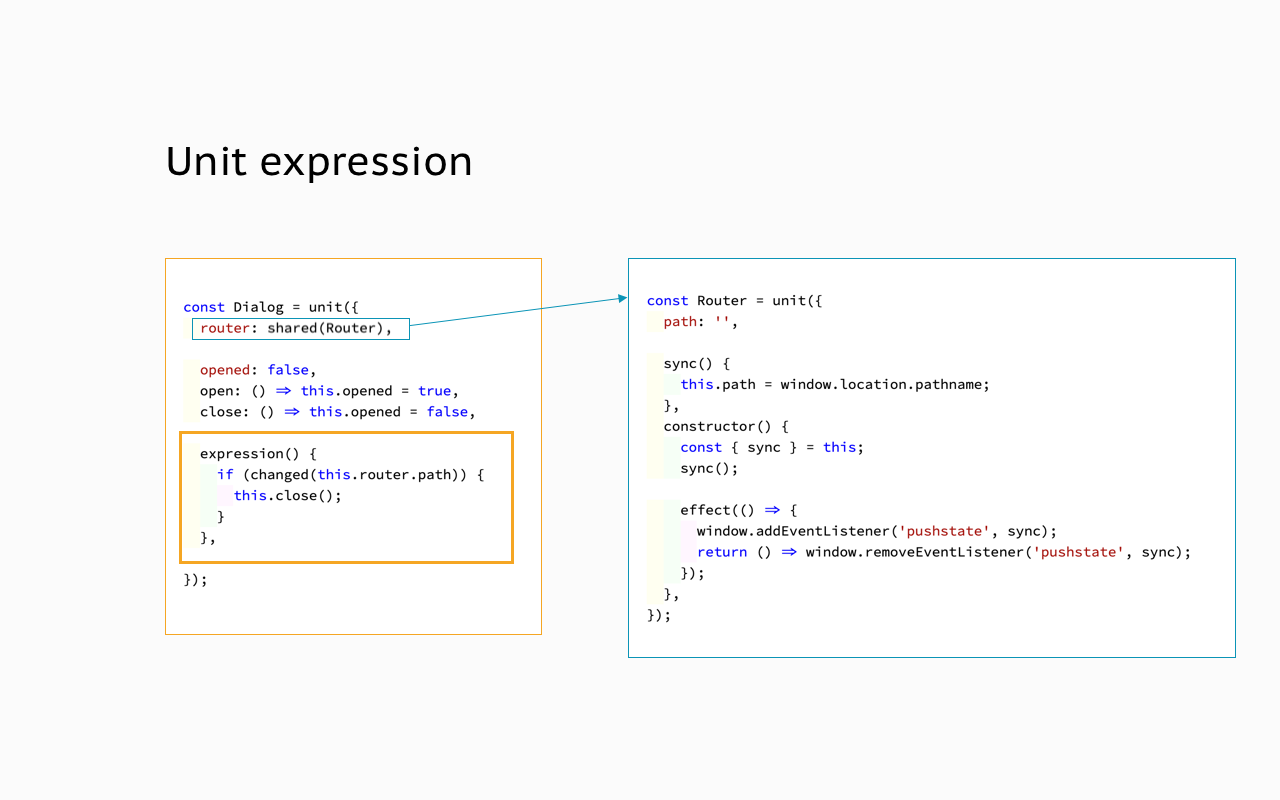 Unit expression
const Dialog = unit({
router: shared(Router),
opened: false,
open: () => this.opened = true,
close: () => this.opened = false,
expression() {
if (changed(this.router.path)) {
this.close();
}
},
});
const Router = unit({
path: '',
sync() {
this.path = window.location.pathname;
},
constructor() {
const { sync } = this;
sync();
effect(() => {
window.addEventListener('pushstate', sync);
return () => window.removeEventListener('pushstate', sync);
});
},
});